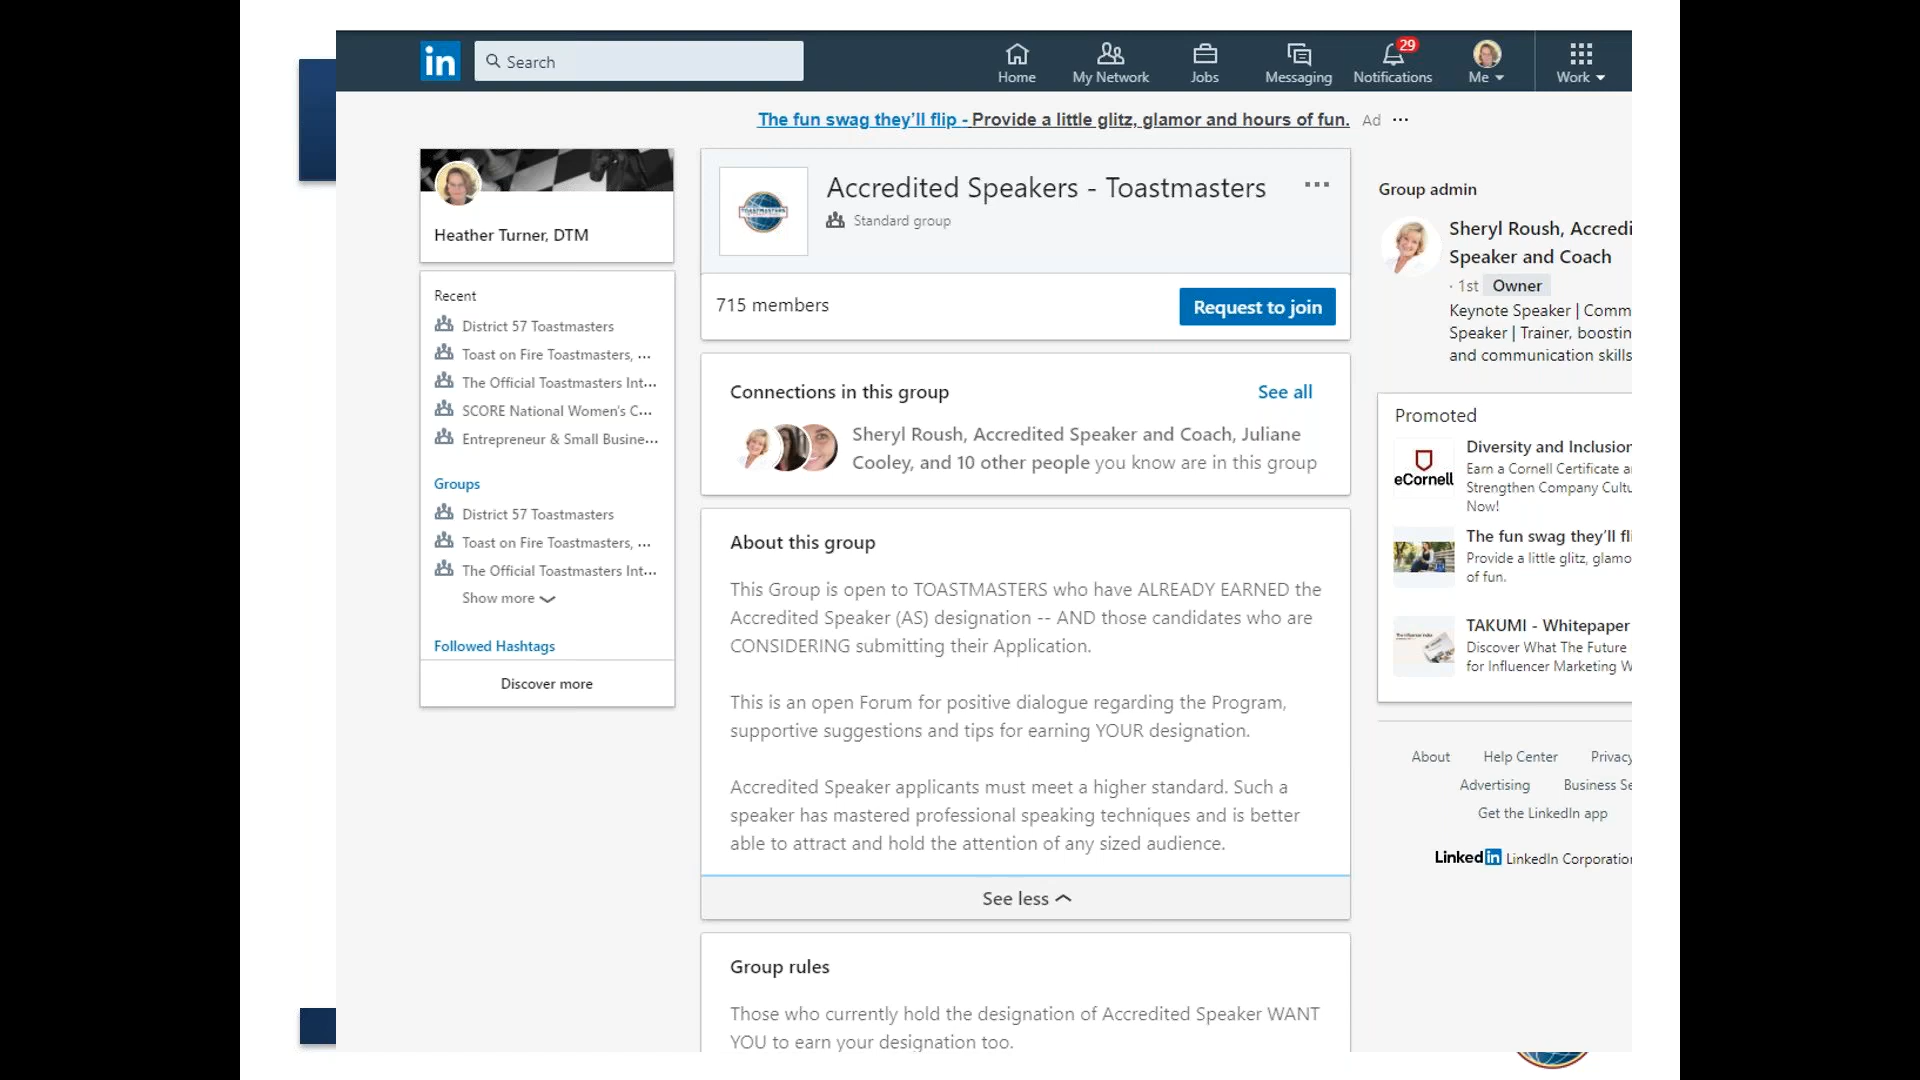 in
Search
Home
My Network
Jobs
Messaging
29
Notifications
Me
Work
The fun swag they'll flip - Provide a little glitz, glamor and hours of fun. Ad
Heather Turner, DTM
Recent
District 57 Toastmasters
Toast on Fire Toastmasters, ...
The Official Toastmasters Int...
SCORE National Women's C...
Entrepreneur & Small Busine...
Groups
District 57 Toastmasters
Toast on Fire Toastmasters, ...
The Official Toastmasters Int...
Show more
Followed Hashtags
Discover more
TOASTMASTERS
Accredited Speakers - Toastmasters
Standard group
715 members
Request to join
Connections in this group
See all
Sheryl Roush, Accredited Speaker and Coach, Juliane
Cooley, and 10 other people you know are in this group
About this group
This Group is open to TOASTMASTERS who have ALREADY EARNED the
Accredited Speaker (AS) designation -- AND those candidates who are
CONSIDERING submitting their Application.
This is an open Forum for positive dialogue regarding the Program,
supportive suggestions and tips for earning YOUR designation.
Accredited Speaker applicants must meet a higher standard. Such a
speaker has mastered professional speaking techniques and is better
able to attract and hold the attention of any sized audience.
See less
Group rules
Those who currently hold the designation of Accredited Speaker WANT
YOU to earn your designation too.
Group admin
Sheryl Roush, Accredi
Speaker and Coach
· 1st Owner
Keynote Speaker | Comm
Speaker | Trainer, boostin
and communication skills
Promoted
eCornell
Diversity and Inclusion
Earn a Cornell Certificate a
Strengthen Company Cultu
Now!
The fun swag they'll fli
Provide a little glitz, glamo
of fun.
TAKUMI - Whitepaper
Discover What The Future
for Influencer Marketing W
About
Help Center
Privacy
Advertising
Business Se
Get the LinkedIn app
Linked in LinkedIn Corporation